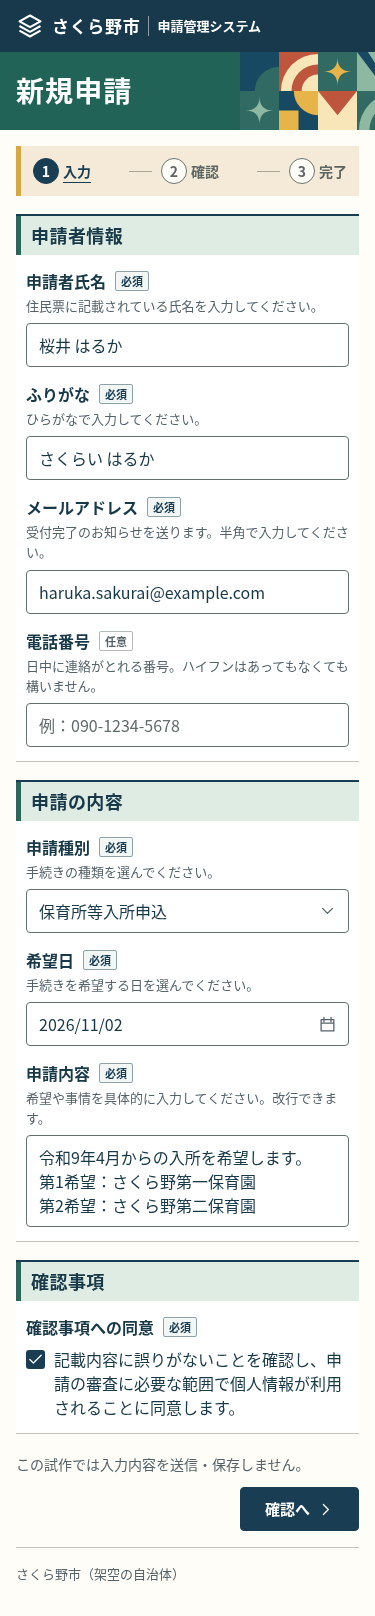 さくら野市 申請管理システム
新規申請
1 入力 2 確認 3 完了
申請者情報
申請者氏名 必須
住民票に記載されている氏名を入力してください。
桜井 はるか
ふりがな 必須
ひらがなで入力してください。
さくらい はるか
メールアドレス 必須
受付完了のお知らせを送ります。半角で入力してくださ
い。
haruka.sakurai@example.com
電話番号 任意
日中に連絡がとれる番号。ハイフンはあってもなくても
構いません。
例：090-1234-5678
申請の内容
申請種別 必須
手続きの種類を選んでください。
保育所等入所申込
希望日 必須
手続きを希望する日を選んでください。
2026/11/02
申請内容 必須
希望や事情を具体的に入力してください。改行できま
す。
令和9年4月からの入所を希望します。
第1希望：さくら野第一保育園
第2希望：さくら野第二保育園
確認事項
確認事項への同意 必須
記載内容に誤りがないことを確認し、申
請の審査に必要な範囲で個人情報が利用
されることに同意します。
この試作では入力内容を送信・保存しません。
確認へ
さくら野市（架空の自治体）